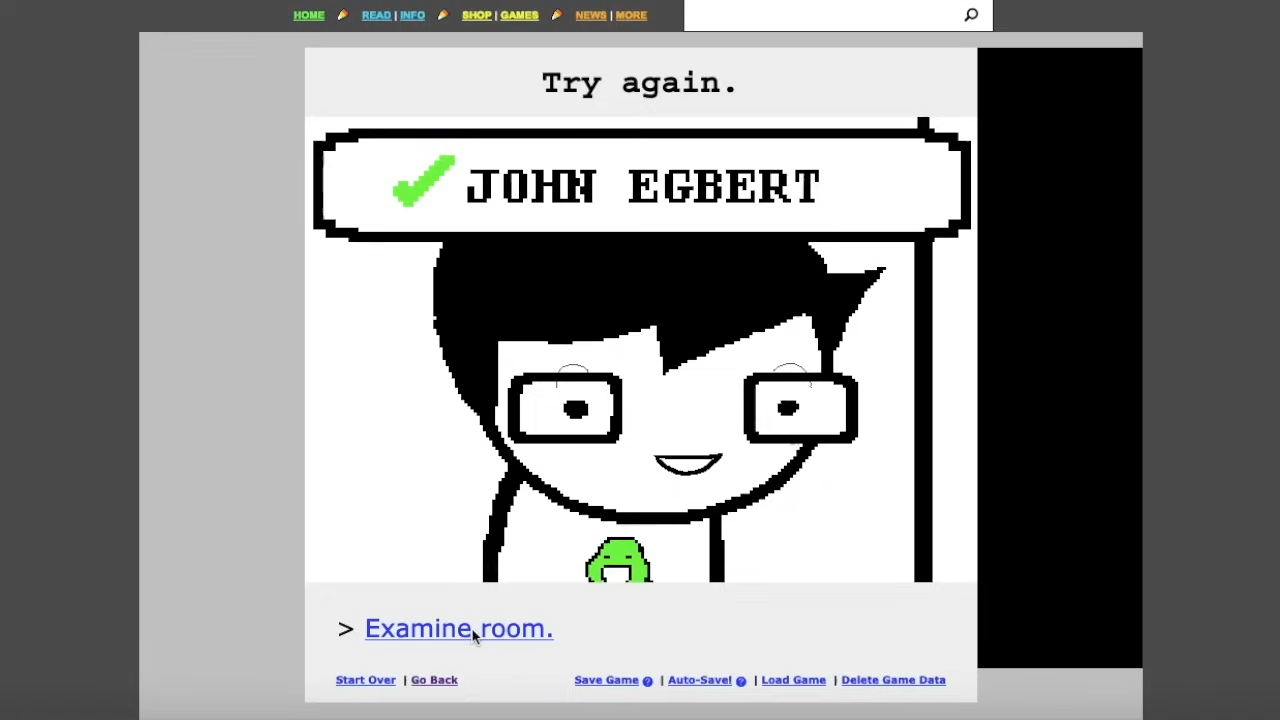 HOME READ | INFO SHOP | GAMES NEWS | MORE
Try again.
JOHN EGBERT
> Examine room.
Start Over | Go Back Save Game ? | Auto-Save! ? | Load Game | Delete Game Data